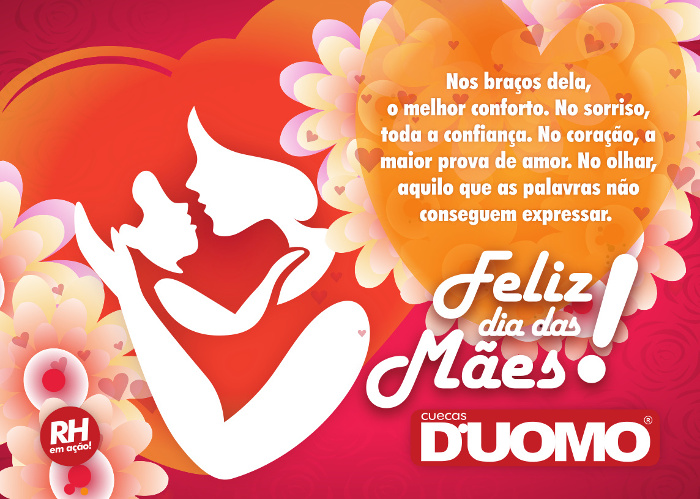 Nos braços dela,
o melhor conforto. No sorriso,
toda a confiança. No coração, a
maior prova de amor. No olhar,
aquilo que as palavras não
conseguem expressar.
Feliz
dia das
Mães!
cuecas
D'UOMO®
RH
em ação!